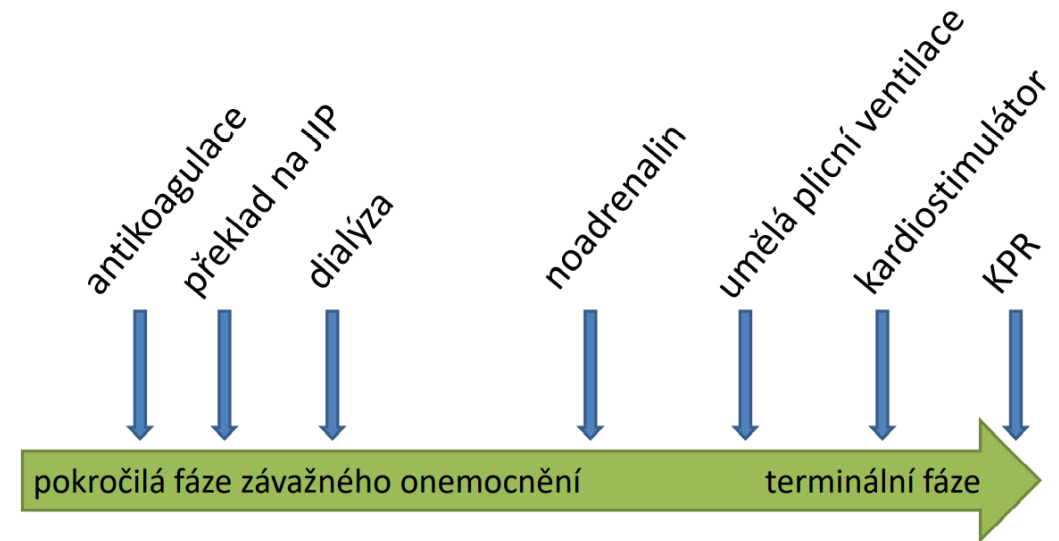 antikoagulace
překlad na JIP
dialýza
noadrenalin
umělá plicní ventilace
kardiostimulátor
KPR
pokročilá fáze závažného onemocnění
terminální fáze